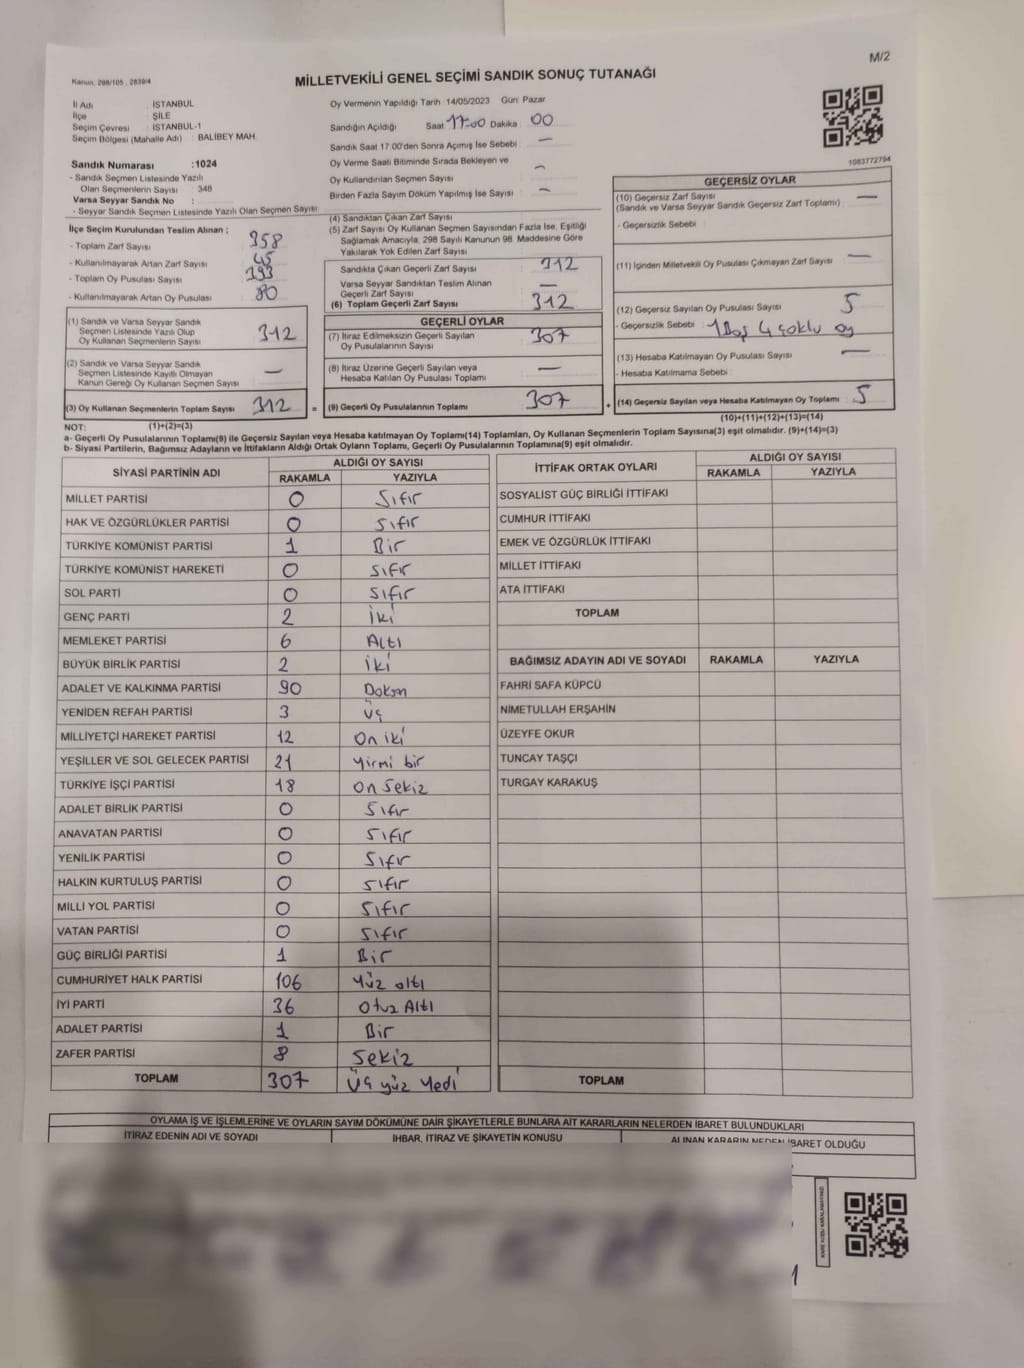 M/2
Kanun: 298/105 , 2839/4
MİLLETVEKİLİ GENEL SEÇİMİ SANDIK SONUÇ TUTANAĞI
İl Adı : İSTANBUL
İlçe : ŞİLE
Seçim Çevresi : İSTANBUL-1
Seçim Bölgesi (Mahalle Adı) : BALİBEY MAH.
Sandık Numarası :1024
- Sandık Seçmen Listesinde Yazılı
Olan Seçmenlerin Sayısı : 348
Varsa Seyyar Sandık No :
- Seyyar Sandık Seçmen Listesinde Yazılı Olan Seçmen Sayısı:
İlçe Seçim Kurulundan Teslim Alınan ;
- Toplam Zarf Sayısı : 358
- Kullanılmayarak Artan Zarf Sayısı : 45
- Toplam Oy Pusulası Sayısı : 393
- Kullanılmayarak Artan Oy Pusulası : 80
(1) Sandık ve Varsa Seyyar Sandık
Seçmen Listesinde Yazılı Olup
Oy Kullanan Seçmenlerin Sayısı 312
(2) Sandık ve Varsa Seyyar Sandık
Seçmen Listesinde Kayıtlı Olmayan
Kanun Gereği Oy Kullanan Seçmen Sayısı —
(3) Oy Kullanan Seçmenlerin Toplam Sayısı 312 =
(1)+(2)=(3)
Oy Vermenin Yapıldığı Tarih : 14/05/2023 Gün: Pazar
Sandığın Açıldığı Saat: 17:00 Dakika : 00
Sandık Saat 17:00'den Sonra Açmış İse Sebebi : —
Oy Verme Saati Bitiminde Sırada Bekleyen ve
Oy Kullandırılan Seçmen Sayısı : —
Birden Fazla Sayım Döküm Yapılmış İse Sayısı : —
(4) Sandıktan Çıkan Zarf Sayısı :
(5) Zarf Sayısı Oy Kullanan Seçmen Sayısından Fazla İse, Eşitliği
Sağlamak Amacıyla, 298 Sayılı Kanunun 98. Maddesine Göre
Yakılarak Yok Edilen Zarf Sayısı :
Sandıkta Çıkan Geçerli Zarf Sayısı 312
Varsa Seyyar Sandıktan Teslim Alınan
Geçerli Zarf Sayısı —
(6) Toplam Geçerli Zarf Sayısı 312
GEÇERLİ OYLAR
(7) İtiraz Edilmeksizin Geçerli Sayılan
Oy Pusulalarının Sayısı 307
(8) İtiraz Üzerine Geçerli Sayılan veya
Hesaba Katılan Oy Pusulası Toplamı —
(9) Geçerli Oy Pusulalarının Toplamı 307 +
1083772794
GEÇERSİZ OYLAR
(10) Geçersiz Zarf Sayısı —
(Sandık ve Varsa Seyyar Sandık Geçersiz Zarf Toplamı) :
- Geçersizlik Sebebi :
(11) İçinden Milletvekili Oy Pusulası Çıkmayan Zarf Sayısı : —
(12) Geçersiz Sayılan Oy Pusulası Sayısı : 5
- Geçersizlik Sebebi : 1 Boş 4 çoklu oy
(13) Hesaba Katılmayan Oy Pusulası Sayısı : —
- Hesaba Katılmama Sebebi :
(14) Geçersiz Sayılan veya Hesaba Katılmayan Oy Toplamı : 5
(10)+(11)+(12)+(13)=(14)
NOT:
a- Geçerli Oy Pusulalarının Toplamı(9) ile Geçersiz Sayılan veya Hesaba katılmayan Oy Toplamı(14) Toplamları, Oy Kullanan Seçmenlerin Toplam Sayısına(3) eşit olmalıdır. (9)+(14)=(3)
b- Siyasi Partilerin, Bağımsız Adayların ve İttifakların Aldığı Ortak Oyların Toplamı, Geçerli Oy Pusulalarının Toplamına(9) eşit olmalıdır.
SİYASİ PARTİNİN ADI ALDIĞI OY SAYISI
RAKAMLA YAZIYLA
MİLLET PARTİSİ 0 Sıfır
HAK VE ÖZGÜRLÜKLER PARTİSİ 0 Sıfır
TÜRKİYE KOMÜNİST PARTİSİ 1 Bir
TÜRKİYE KOMÜNİST HAREKETİ 0 Sıfır
SOL PARTİ 0 Sıfır
GENÇ PARTİ 2 İki
MEMLEKET PARTİSİ 6 Altı
BÜYÜK BİRLİK PARTİSİ 2 İki
ADALET VE KALKINMA PARTİSİ 90 Doksn
YENİDEN REFAH PARTİSİ 3 Üç
MİLLİYETÇİ HAREKET PARTİSİ 12 On iki
YEŞİLLER VE SOL GELECEK PARTİSİ 21 Yirmi bir
TÜRKİYE İŞÇİ PARTİSİ 18 On Sekiz
ADALET BİRLİK PARTİSİ 0 Sıfır
ANAVATAN PARTİSİ 0 Sıfır
YENİLİK PARTİSİ 0 Sıfır
HALKIN KURTULUŞ PARTİSİ 0 Sıfır
MİLLİ YOL PARTİSİ 0 Sıfır
VATAN PARTİSİ 0 Sıfır
GÜÇ BİRLİĞİ PARTİSİ 1 Bir
CUMHURİYET HALK PARTİSİ 106 Yüz altı
İYİ PARTİ 36 Otuz Altı
ADALET PARTİSİ 1 Bir
ZAFER PARTİSİ 8 Sekiz
TOPLAM 307 Üç yüz Yedi
İTTİFAK ORTAK OYLARI ALDIĞI OY SAYISI
RAKAMLA YAZIYLA
SOSYALİST GÜÇ BİRLİĞİ İTTİFAKI
CUMHUR İTTİFAKI
EMEK VE ÖZGÜRLÜK İTTİFAKI
MİLLET İTTİFAKI
ATA İTTİFAKI
TOPLAM
BAĞIMSIZ ADAYIN ADI VE SOYADI RAKAMLA YAZIYLA
FAHRİ SAFA KÜPCÜ
NİMETULLAH ERŞAHİN
ÜZEYFE OKUR
TUNCAY TAŞÇI
TURGAY KARAKUŞ
TOPLAM
OYLAMA İŞ VE İŞLEMLERİNE VE OYLARIN SAYIM DÖKÜMÜNE DAİR ŞİKAYETLERLE BUNLARA AİT KARARLARIN NELERDEN İBARET BULUNDUKLARI
İTİRAZ EDENİN ADI VE SOYADI İHBAR, İTİRAZ VE ŞİKAYETİN KONUSU ALINAN KARARIN NEDEN İBARET OLDUĞU